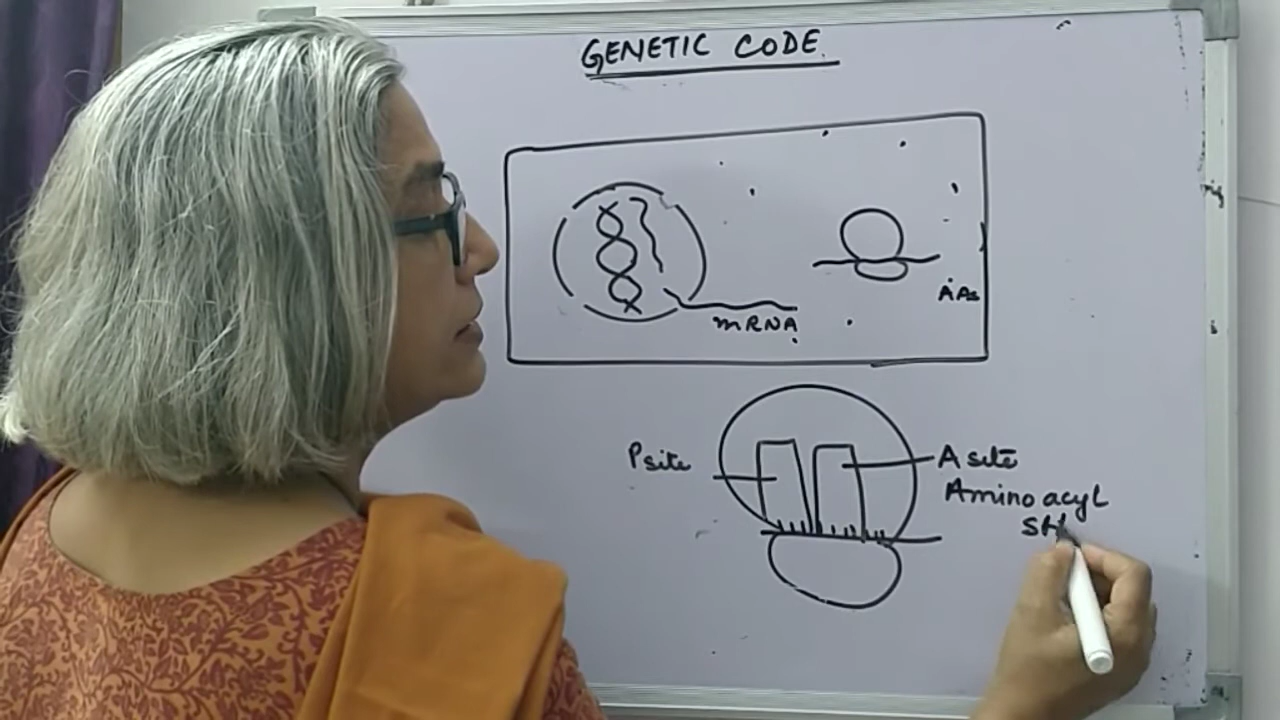 GENETIC CODE
mRNA
AAs
P site
A site
Amino acyl